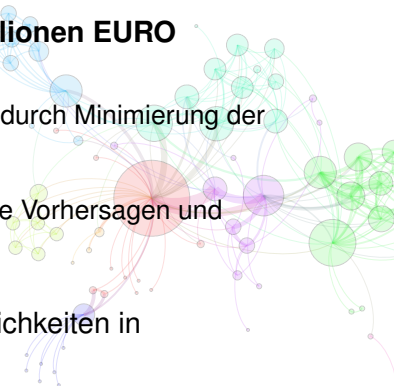 lionen EURO
durch Minimierung der
e Vorhersagen und
ichkeiten in